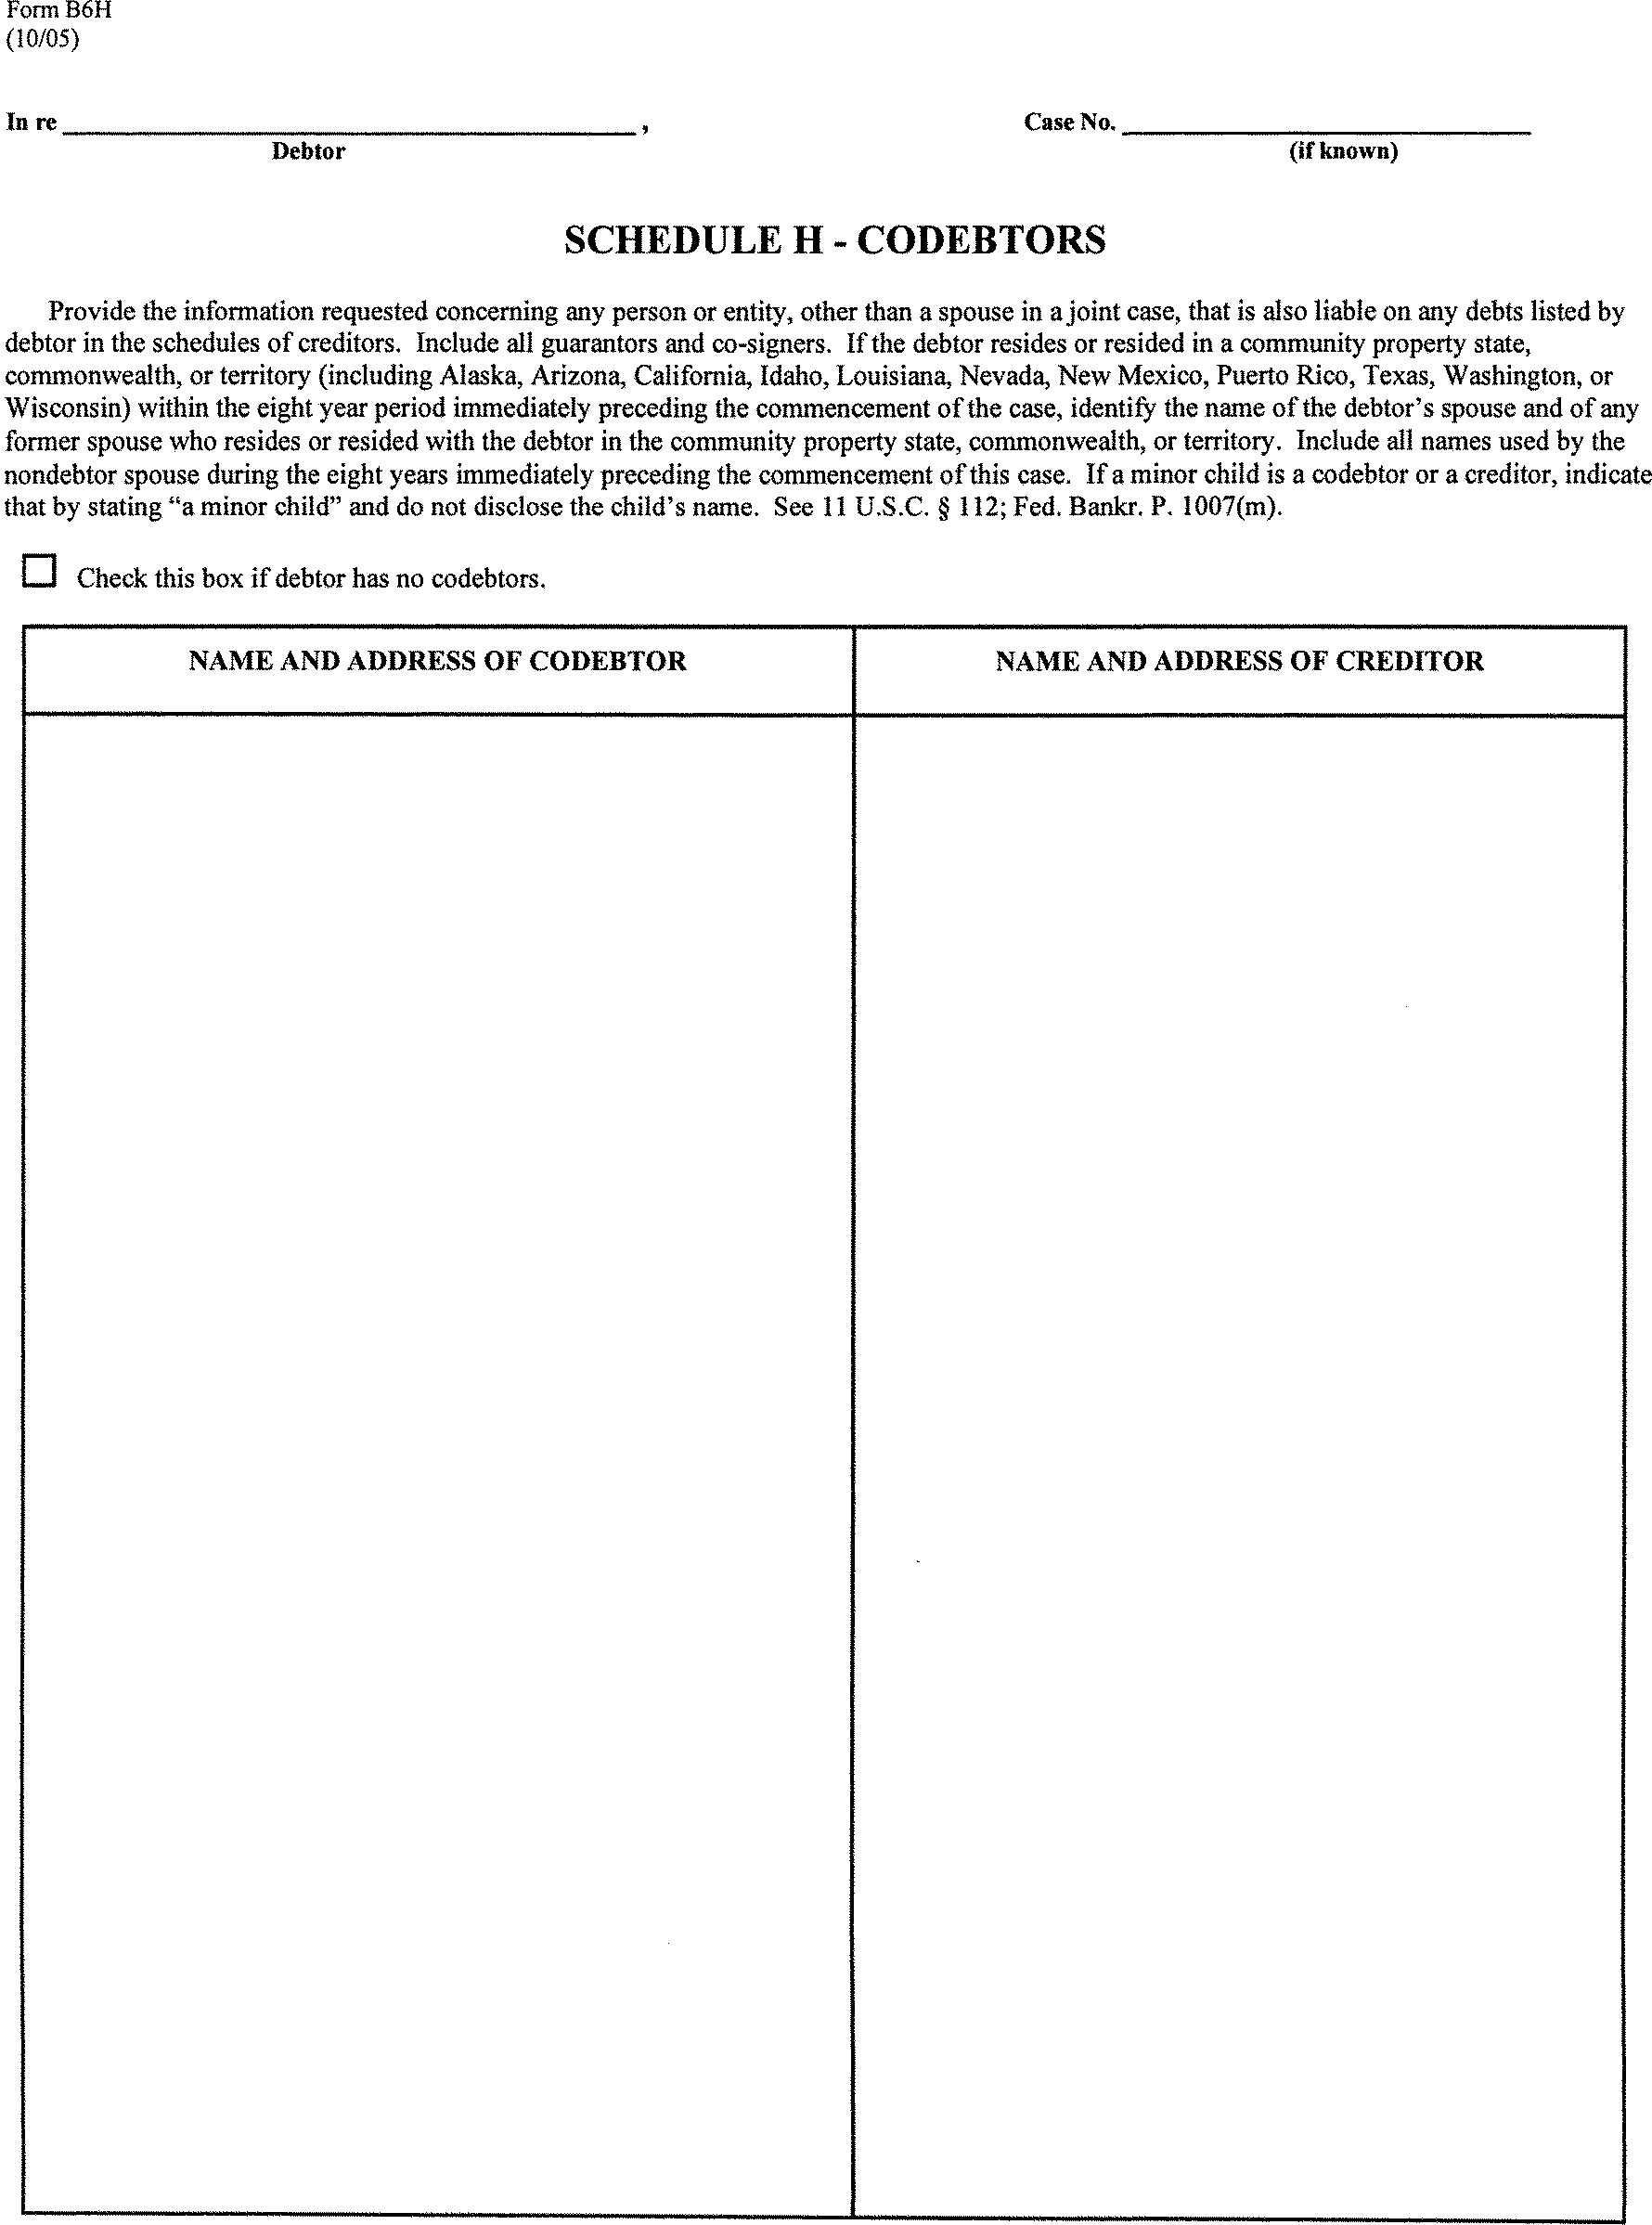 Form B6H
(10/05)
In re ____________________________________________ , Case No. ______________________________
Debtor (if known)
SCHEDULE H - CODEBTORS
Provide the information requested concerning any person or entity, other than a spouse in a joint case, that is also liable on any debts listed by
debtor in the schedules of creditors. Include all guarantors and co-signers. If the debtor resides or resided in a community property state,
commonwealth, or territory (including Alaska, Arizona, California, Idaho, Louisiana, Nevada, New Mexico, Puerto Rico, Texas, Washington, or
Wisconsin) within the eight year period immediately preceding the commencement of the case, identify the name of the debtor’s spouse and of any
former spouse who resides or resided with the debtor in the community property state, commonwealth, or territory. Include all names used by the
nondebtor spouse during the eight years immediately preceding the commencement of this case. If a minor child is a codebtor or a creditor, indicate
that by stating “a minor child” and do not disclose the child’s name. See 11 U.S.C. § 112; Fed. Bankr. P. 1007(m).
☐ Check this box if debtor has no codebtors.
NAME AND ADDRESS OF CODEBTOR NAME AND ADDRESS OF CREDITOR